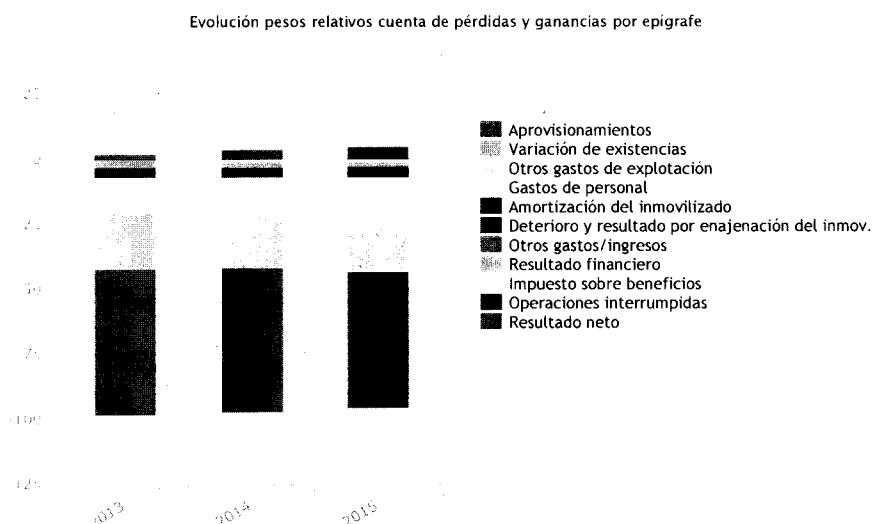 Evolución pesos relativos cuenta de pérdidas y ganancias por epígrafe
Aprovisionamientos
Variación de existencias
Otros gastos de explotación
Gastos de personal
Amortización del inmovilizado
Deterioro y resultado por enajenación del inmov.
Otros gastos/ingresos
Resultado financiero
Impuesto sobre beneficios
Operaciones interrumpidas
Resultado neto
2013
2014
2015